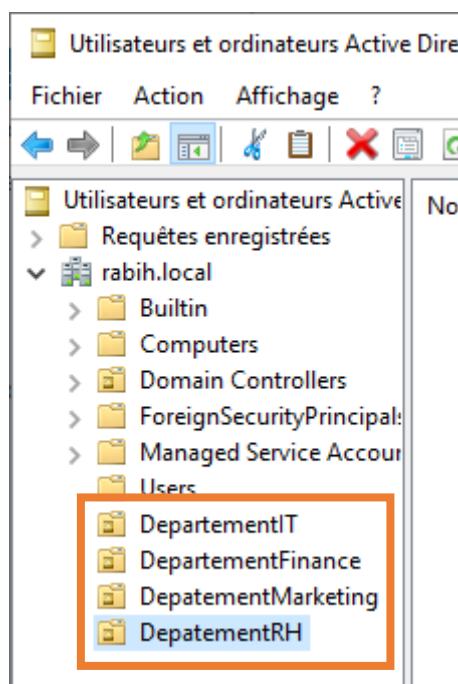 Utilisateurs et ordinateurs Active Dire
Fichier Action Affichage ?
Utilisateurs et ordinateurs Active
No
Requêtes enregistrées
rabih.local
Builtin
Computers
Domain Controllers
ForeignSecurityPrincipals
Managed Service Accour
Users
DepartementIT
DepartementFinance
DepatementMarketing
DepatementRH